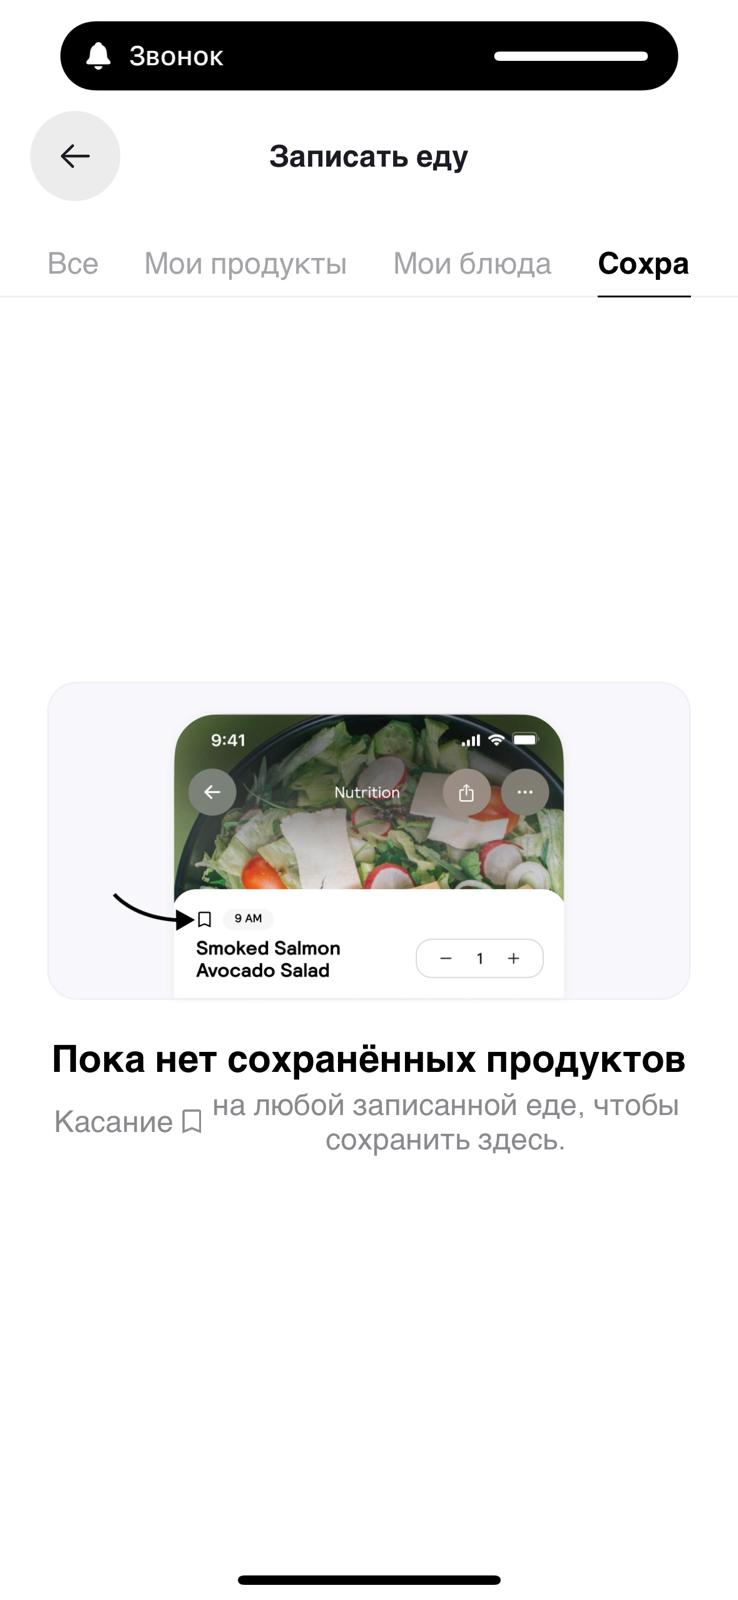 Звонок
Записать еду
Все Мои продукты Мои блюда Сохра
9:41
Nutrition
9 AM
Smoked Salmon
Avocado Salad
1
Пока нет сохранённых продуктов
Касание на любой записанной еде, чтобы
сохранить здесь.